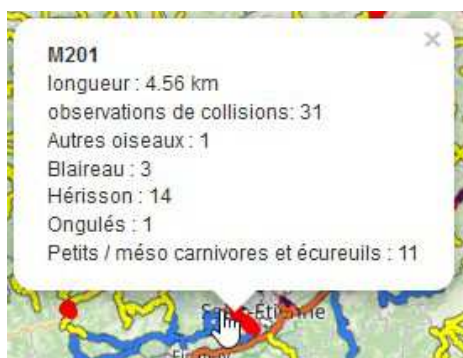 M201
longueur : 4.56 km
observations de collisions: 31
Autres oiseaux : 1
Blaireau : 3
Hérisson : 14
Ongulés : 1
Petits / méso carnivores et écureuils : 11
×